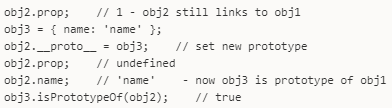 obj2.prop;    // 1 - obj2 still links to obj1
obj3 = { name: 'name' };
obj2.__proto__ = obj3;    // set new prototype
obj2.prop;    // undefined
obj2.name;    // 'name'    - now obj3 is prototype of obj1
obj3.isPrototypeOf(obj2);    // true